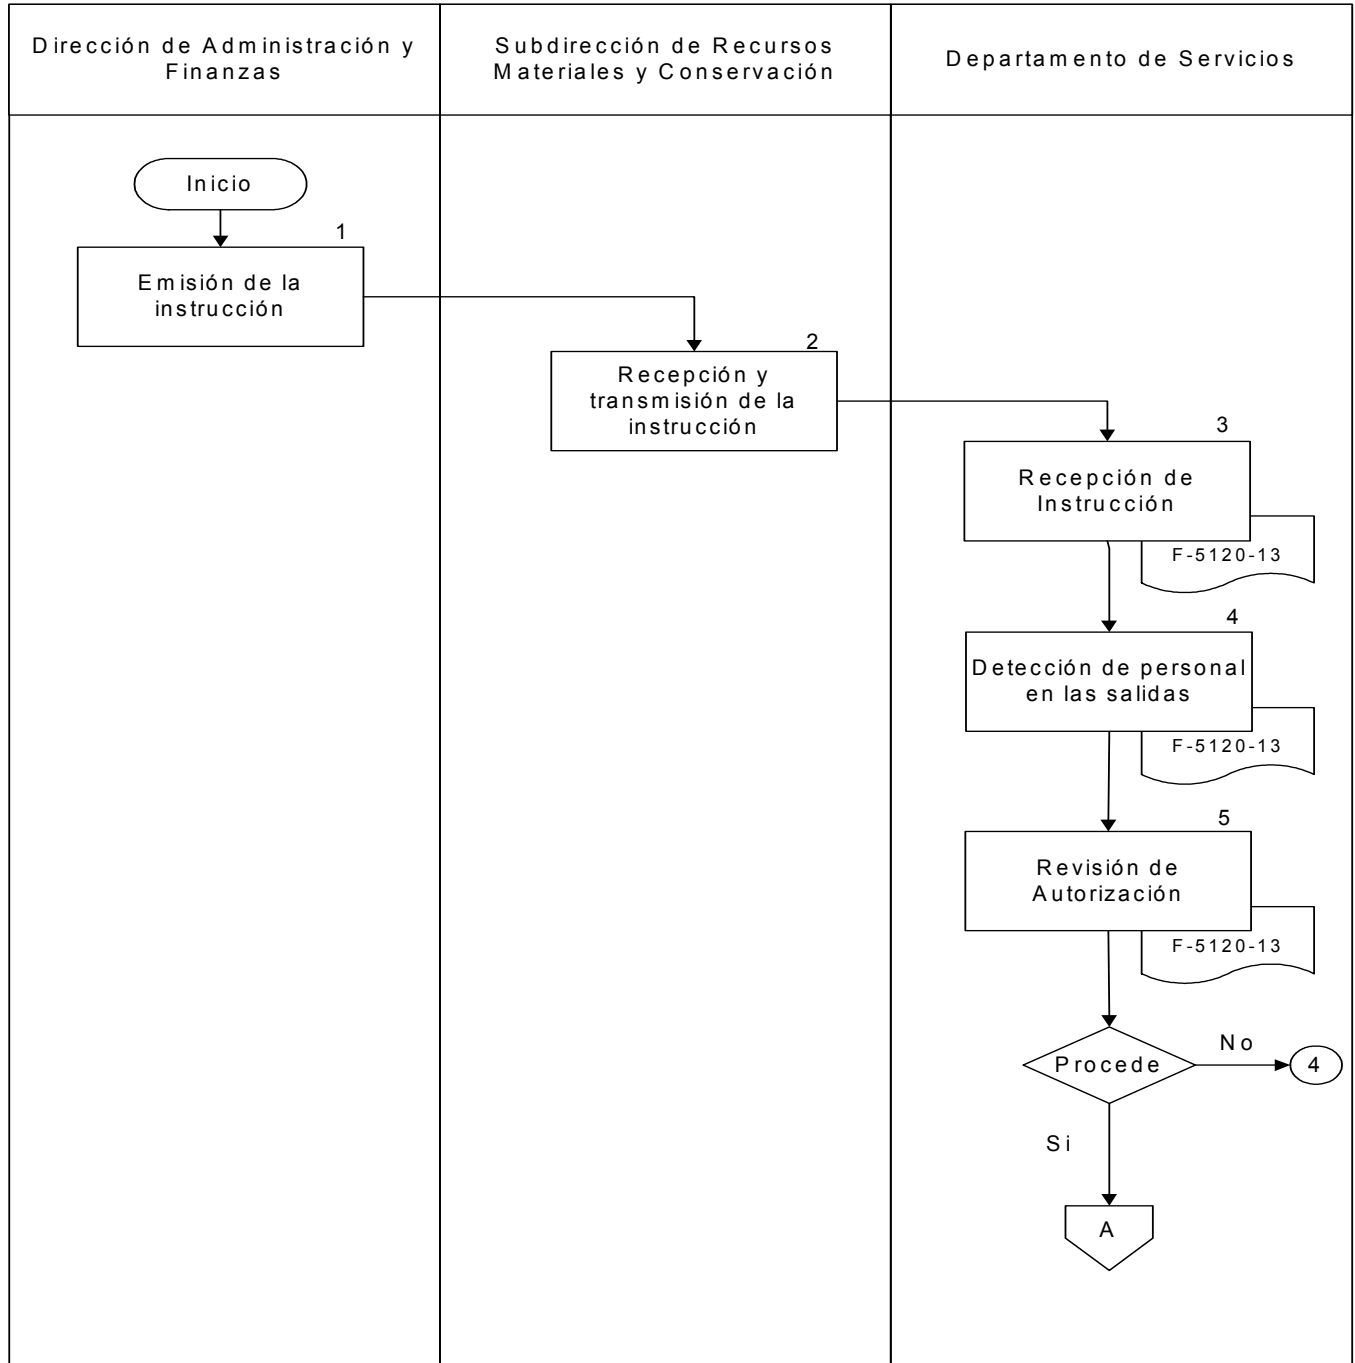 Dirección de Administración y
Finanzas
Subdirección de Recursos
Materiales y Conservación
Departamento de Servicios
Inicio
1
Emisión de la
instrucción
2
Recepción y
transmisión de la
instrucción
3
Recepción de
Instrucción
F-5120-13
4
Detección de personal
en las salidas
F-5120-13
5
Revisión de
Autorización
F-5120-13
Procede
No
4
Si
A